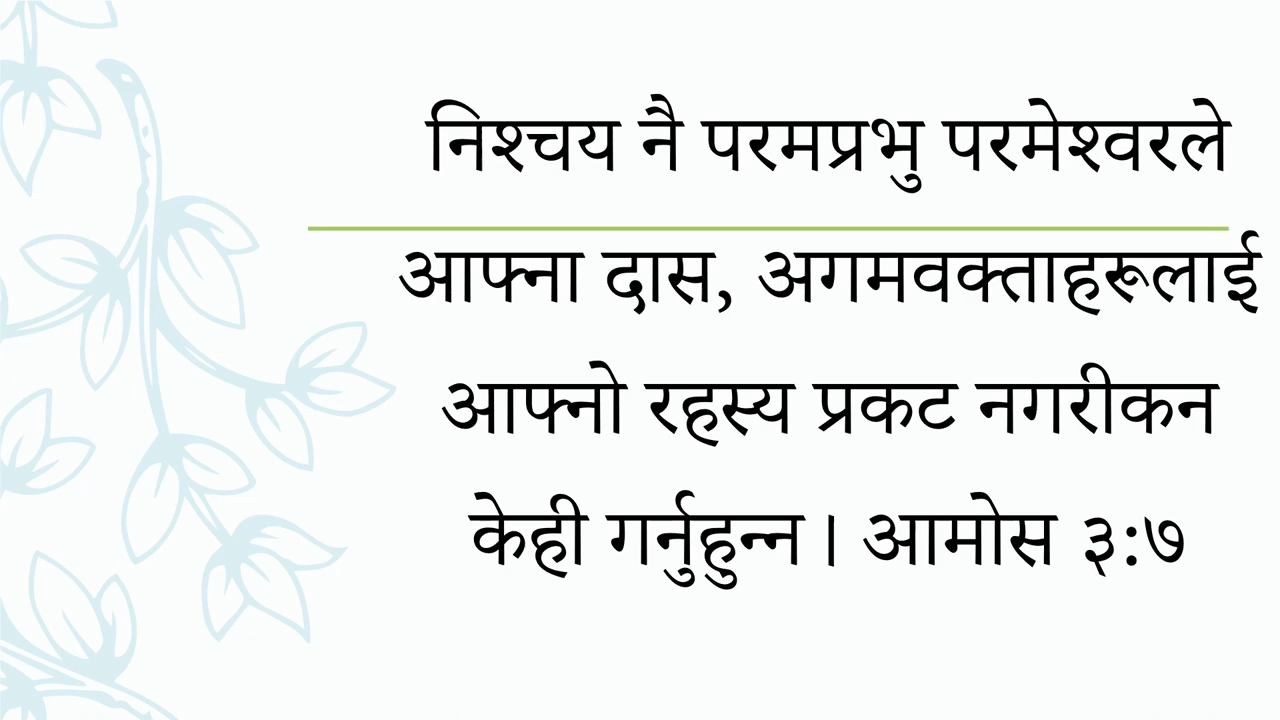 निश्चय नै परमप्रभु परमेश्वरले
आफ्ना दास, अगमवक्ताहरूलाई
आफ्नो रहस्य प्रकट नगरीकन
केही गर्नुहुन्न । आमोस ३:७